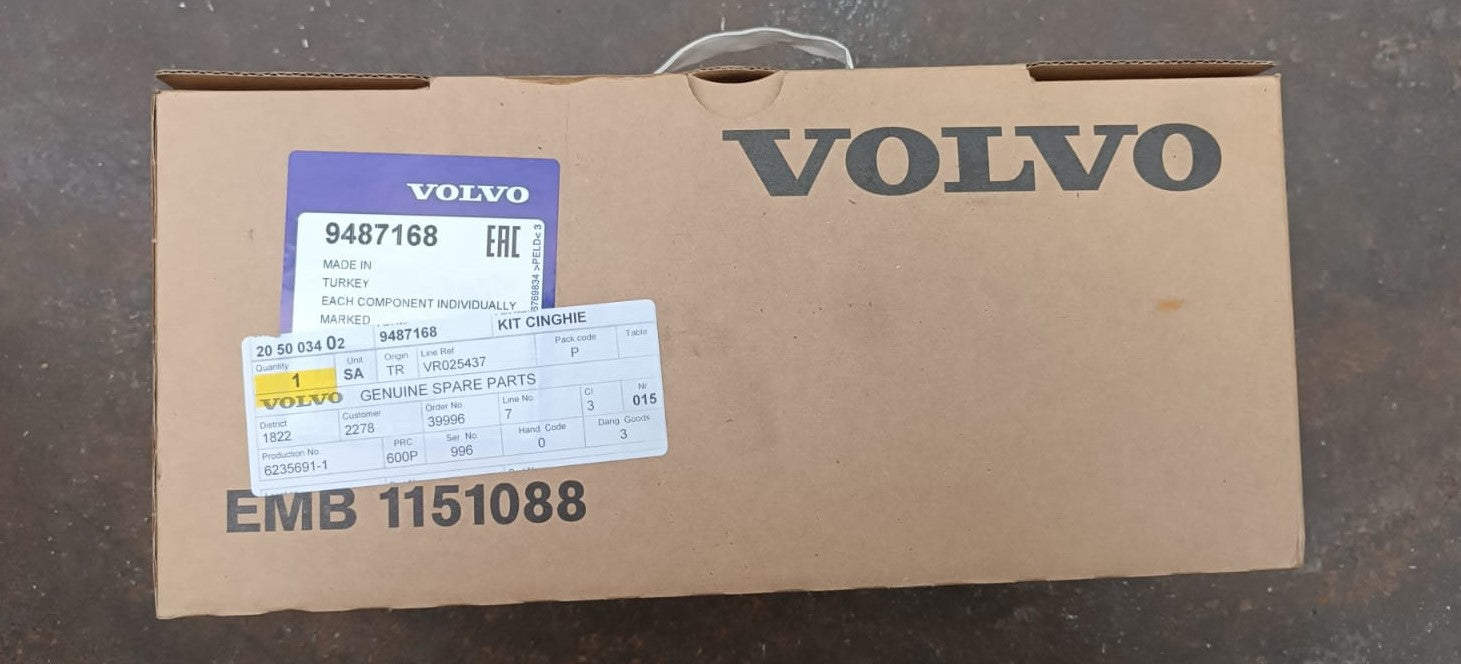 VOLVO
VOLVO
9487168 EAC
MADE IN
TURKEY
EACH COMPONENT INDIVIDUALLY
MARKED
>PELD< 3
20 50 034 02 9487168 KIT CINGHIE
Quantity Unit Origin Line Ref Pack code Table
1 SA TR VR025437 P
VOLVO GENUINE SPARE PARTS
District Customer Order No Line No CI Nr
1822 2278 39996 7 3 015
Production No PRC Ser No Hand Code Dang Goods
6235691-1 600P 996 0 3
EMB 1151088